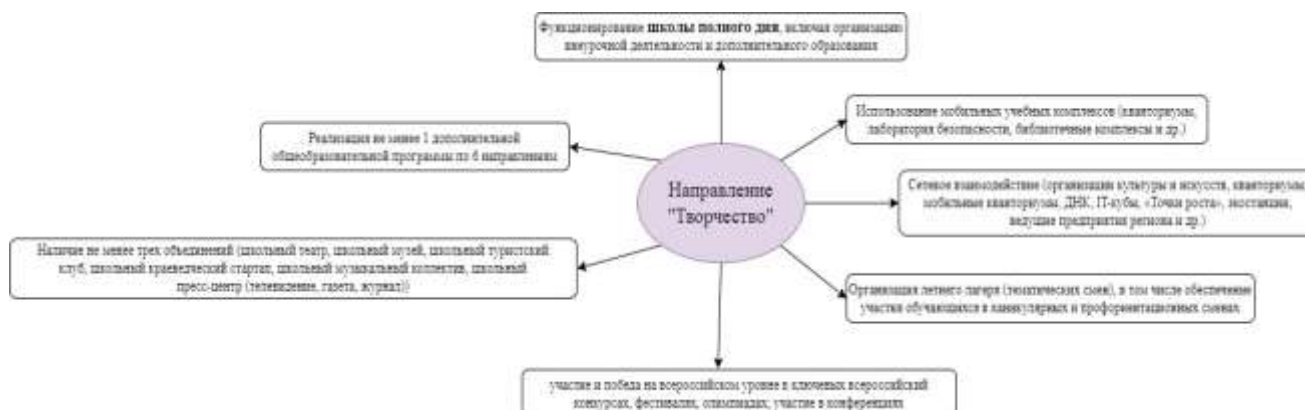 Функционирование школы полного дня, включая организацию
внеурочной деятельности и дополнительного образования
Использование мобильных учебных комплексов (кванториумы,
лаборатория безопасности, библиотечные комплексы и др.)
Реализация не менее 1 дополнительной
общеобразовательной программы по 6 направлениям
Направление
"Творчество"
Сетевое взаимодействие (организации культуры и искусств, кванториумы,
мобильные кванториумы, ДНК, IT-кубы, «Точки роста», экостанции,
ведущие предприятия региона и др.)
Наличие не менее трех объединений (школьный театр, школьный музей, школьный туристский
клуб, школьный краеведческий стартап, школьный музыкальный коллектив, школьный
пресс-центр (телевидение, газета, журнал))
Организация летнего лагеря (тематических смен), в том числе обеспечение
участия обучающихся в каникулярных и профориентационных сменах
участие и победа на всероссийском уровне в ключевых всероссийский
конкурсах, фестивалях, олимпиадах, участие в конференциях